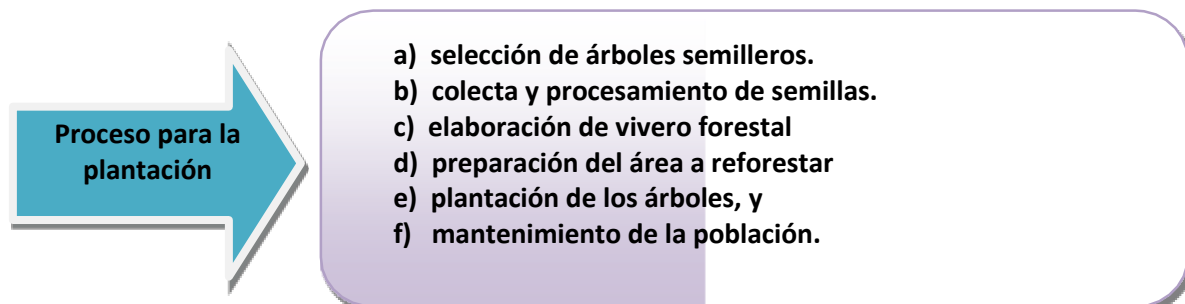 Proceso para la
plantación
a) selección de árboles semilleros.
b) colecta y procesamiento de semillas.
c) elaboración de vivero forestal
d) preparación del área a reforestar
e) plantación de los árboles, y
f) mantenimiento de la población.